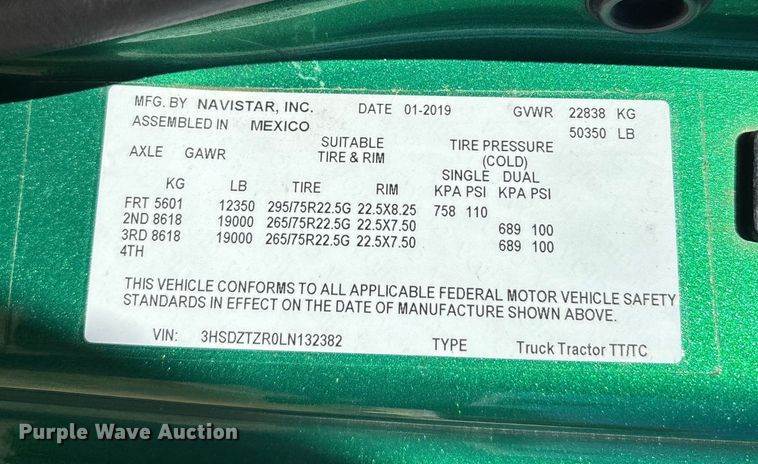 MFG. BY NAVISTAR, INC. DATE 01-2019 GVWR 22838 KG
ASSEMBLED IN MEXICO 50350 LB
SUITABLE TIRE PRESSURE
AXLE GAWR TIRE & RIM (COLD)
SINGLE DUAL
KG LB TIRE RIM KPA PSI KPA PSI
FRT 5601 12350 295/75R22.5G 22.5X8.25 758 110
2ND 8618 19000 265/75R22.5G 22.5X7.50 689 100
3RD 8618 19000 265/75R22.5G 22.5X7.50 689 100
4TH
THIS VEHICLE CONFORMS TO ALL APPLICABLE FEDERAL MOTOR VEHICLE SAFETY
STANDARDS IN EFFECT ON THE DATE OF MANUFACTURE SHOWN ABOVE.
VIN: 3HSDZTZR0LN132382 TYPE Truck Tractor TT/TC
Purple Wave Auction